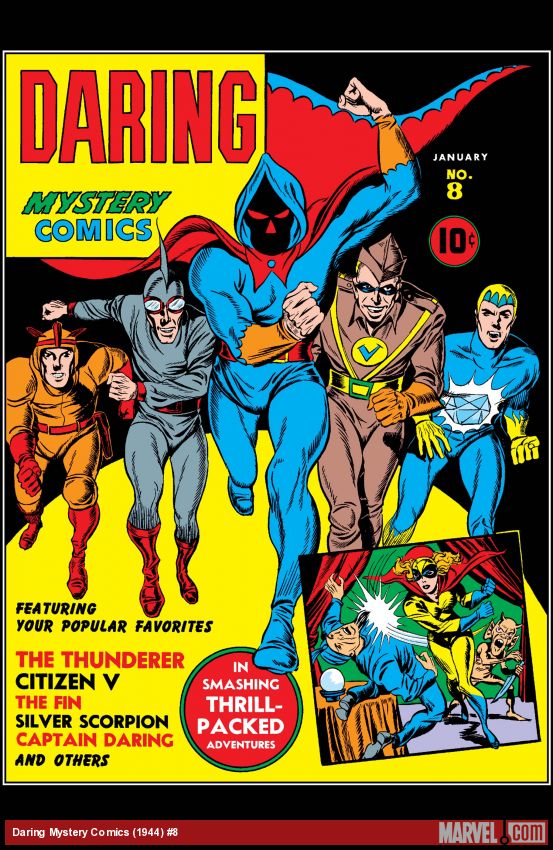 DARING
MYSTERY
COMICS
JANUARY
NO.
8
10¢
V
FEATURING
YOUR POPULAR FAVORITES
THE THUNDERER
CITIZEN V
THE FIN
SILVER SCORPION
CAPTAIN DARING
AND OTHERS
IN
SMASHING
THRILL-
PACKED
ADVENTURES
Daring Mystery Comics (1944) #8
MARVEL.com